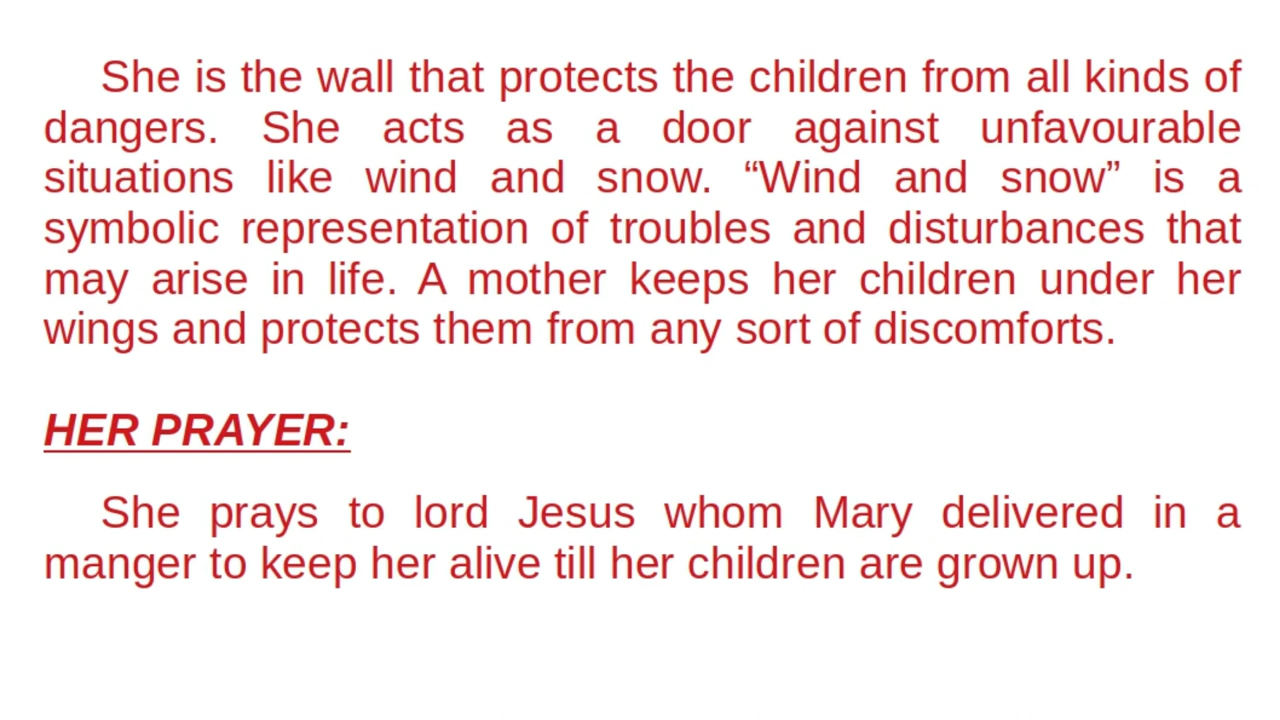 She is the wall that protects the children from all kinds of
dangers. She acts as a door against unfavourable
situations like wind and snow. “Wind and snow” is a
symbolic representation of troubles and disturbances that
may arise in life. A mother keeps her children under her
wings and protects them from any sort of discomforts.
HER PRAYER:
She prays to lord Jesus whom Mary delivered in a
manger to keep her alive till her children are grown up.